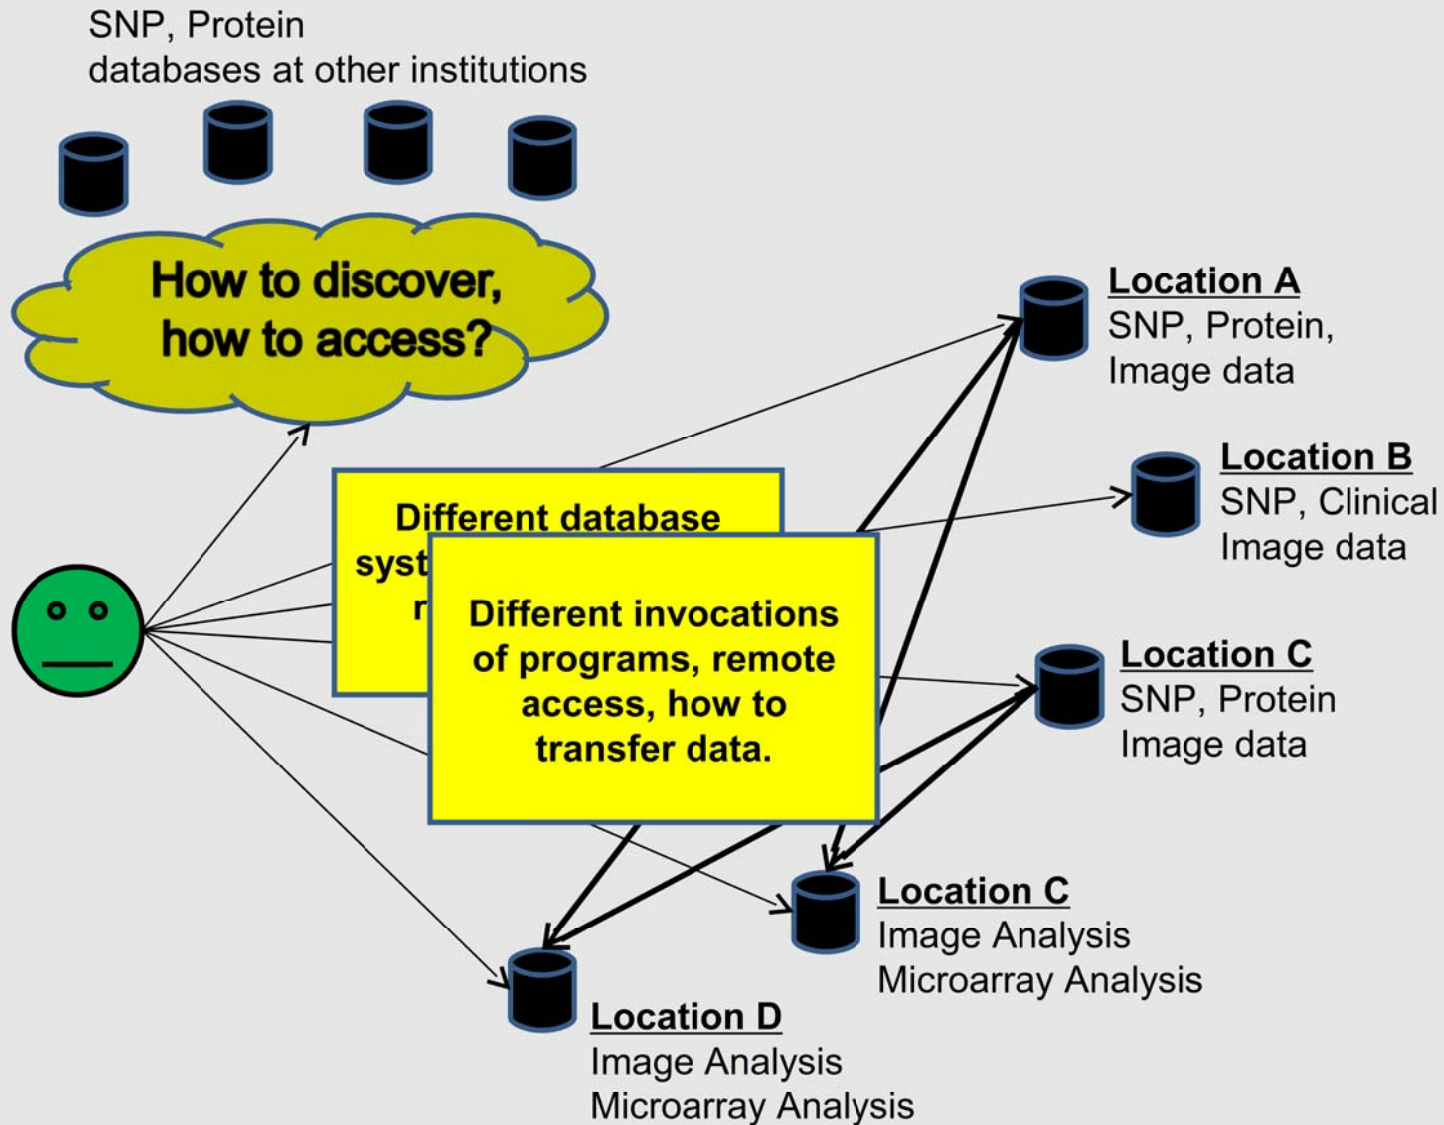 SNP, Protein
databases at other institutions
How to discover,
how to access?
Location A
SNP, Protein,
Image data
Location B
SNP, Clinical
Image data
Different database
Different invocations
of programs, remote
access, how to
transfer data.
Location C
SNP, Protein
Image data
Location C
Image Analysis
Microarray Analysis
Location D
Image Analysis
Microarray Analysis